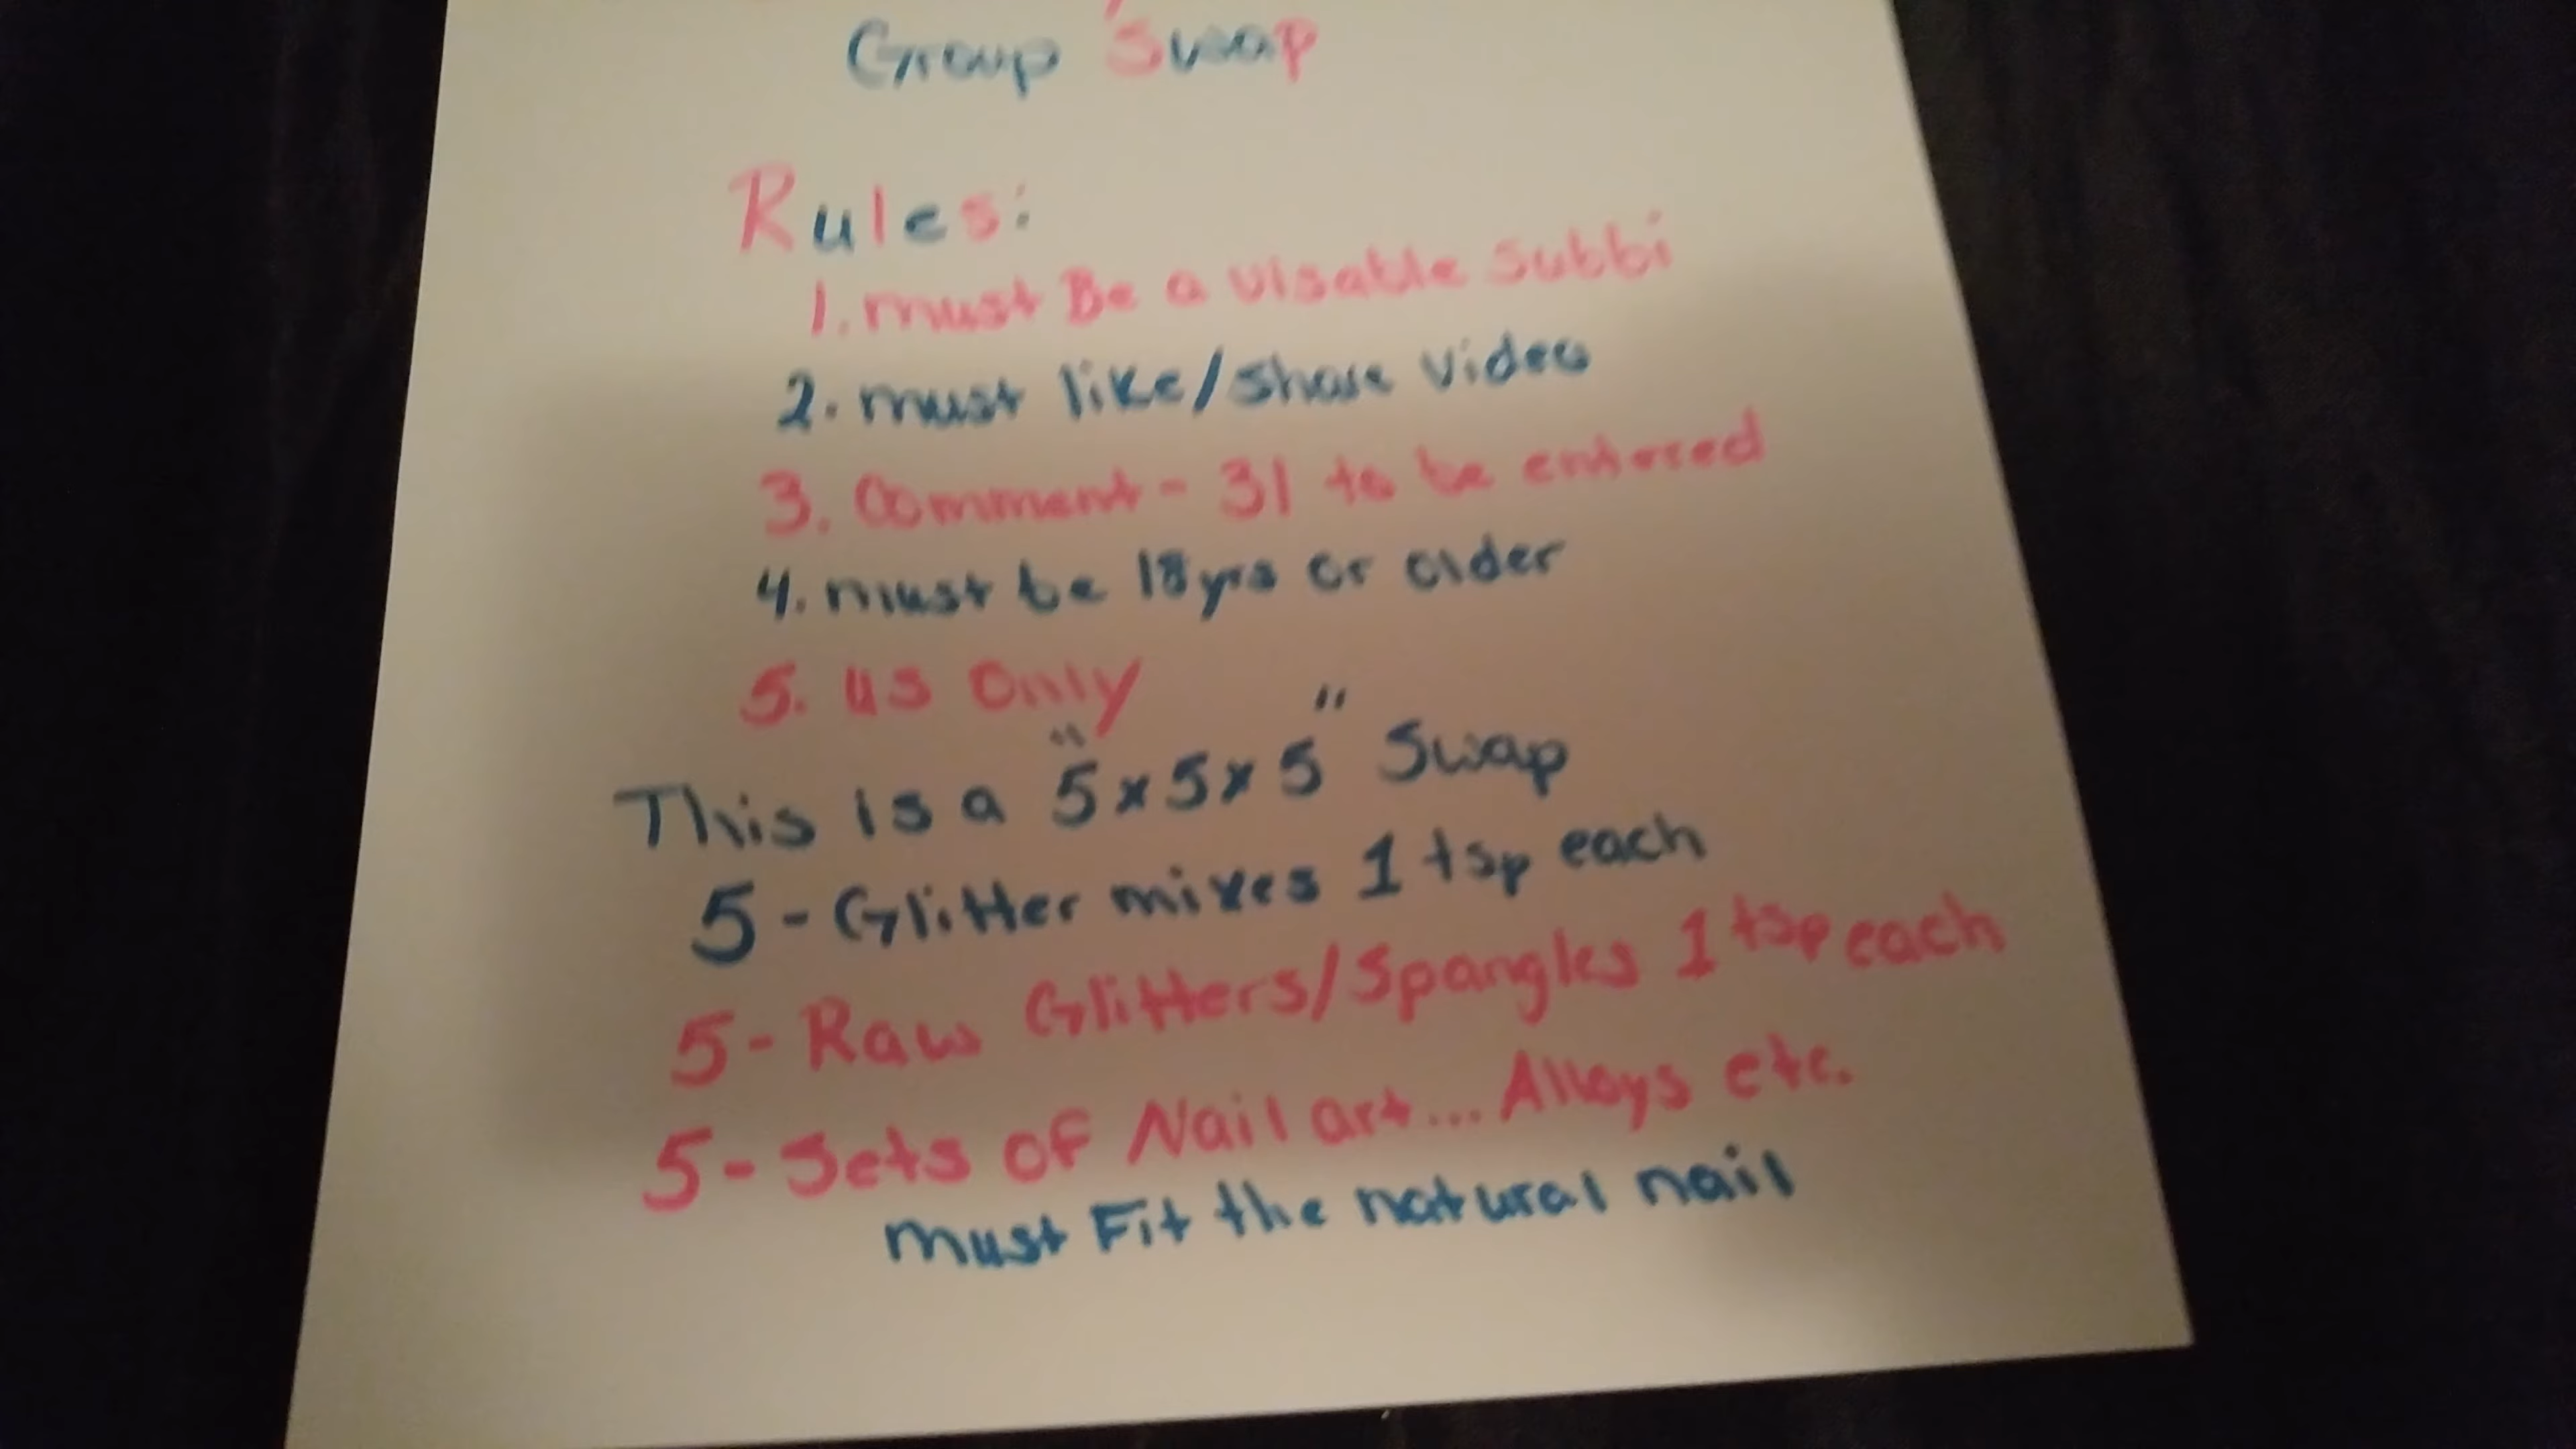 Group Swap
Rules:
1. must Be a visable subbi
2. must like/share video
3. Comment - 31 to be entered
4. must be 18yrs or older
5. US Only
This is a "5x5x5" Swap
5 - Glitter mixes 1 tsp each
5 - Raw Glitters/Spangles 1 tsp each
5 - Sets of Nail art... Alloys etc.
must Fit the natural nail